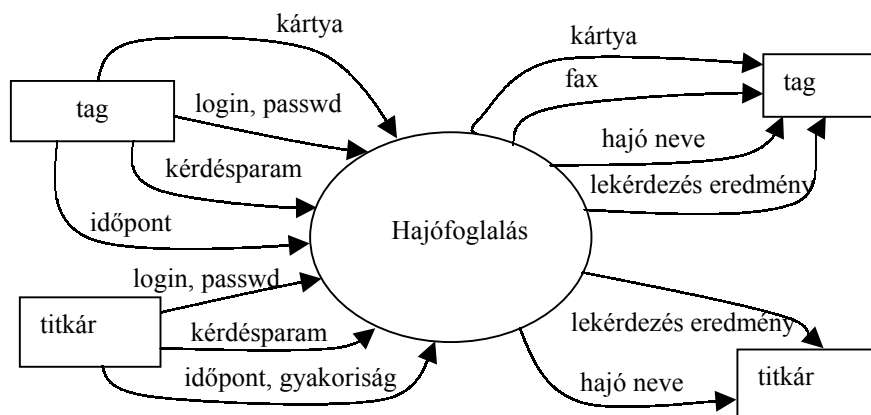 kártya
tag
login, passwd
kérdésparam
időpont
login, passwd
titkár
kérdésparam
időpont, gyakoriság
Hajófoglalás
kártya
fax
tag
hajó neve
lekérdezés eredmény
lekérdezés eredmény
hajó neve
titkár